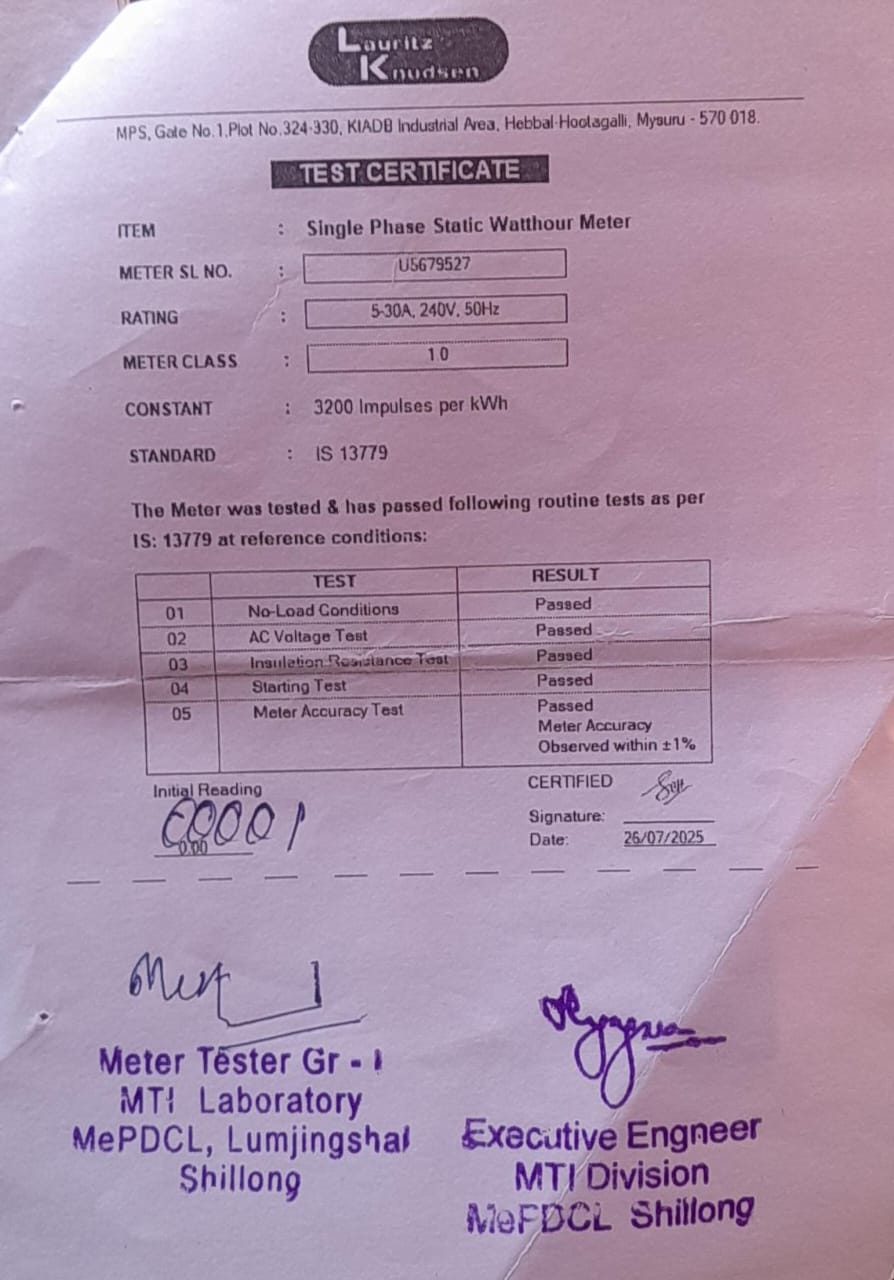 Lauritz
Knudsen
MPS, Gate No.1,Plot No.324-330, KIADB Industrial Area, Hebbal-Hootagalli, Mysuru - 570 018.
TEST CERTIFICATE
ITEM : Single Phase Static Watthour Meter
METER SL NO. : U5679527
RATING : 5-30A, 240V, 50Hz
METER CLASS : 1.0
CONSTANT : 3200 Impulses per kWh
STANDARD : IS 13779
The Meter was tested & has passed following routine tests as per
IS: 13779 at reference conditions:
TEST RESULT
01 No-Load Conditions Passed
02 AC Voltage Test Passed
03 Insulation Resistance Test Passed
04 Starting Test Passed
05 Meter Accuracy Test Passed
Meter Accuracy
Observed within ±1%
Initial Reading
00001
0.00
CERTIFIED
Signature:
Date: 26/07/2025
Meter Tester Gr - I
MTI Laboratory
MePDCL, Lumjingshai
Shillong
Executive Engneer
MTI Division
MePDCL Shillong